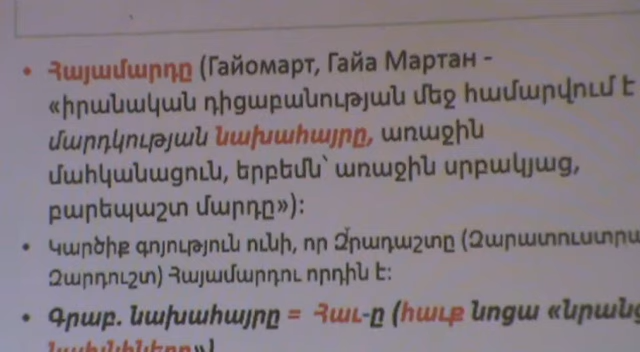 • Հայամարդը (Гайомарт, Гайа Мартан -
«իրանական դիցաբանության մեջ համարվում է
մարդկության նախահայրը, առաջին
մահկանացուն, երբեմն՝ առաջին սրբակյաց,
բարեպաշտ մարդը»):
• Կարծիք գոյություն ունի, որ Զրադաշտը (Զարատուստրա
Զարդուշտ) Հայամարդու որդին է:
• Գրաբ. նախահայրը = Հաւ-ը (հաւք նոցա «նրանց
նախնիները»)